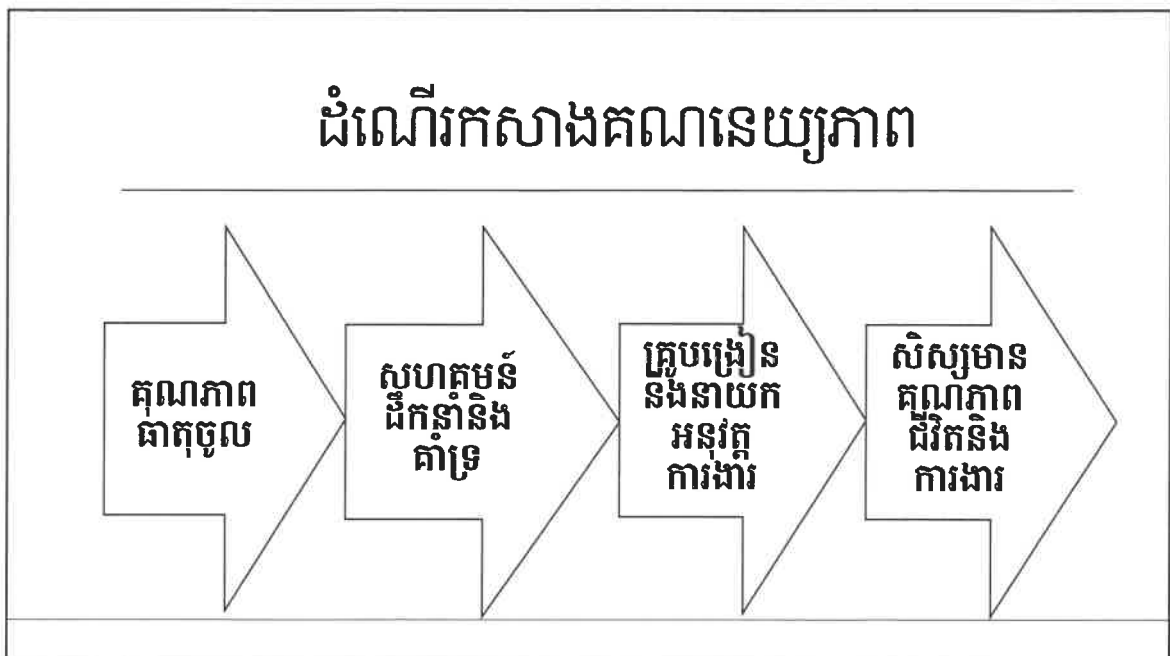 ដំណើរកសាងគណនេយ្យភាព
គុណភាព
ធាតុចូល
សហគមន៍
ដឹកនាំនិង
គាំទ្រ
គ្រូបង្រៀន
នងនាយក
អនុវត្ត
ការងារ
សិស្សមាន
គុណភាព
ជីវិតនិង
ការងារ